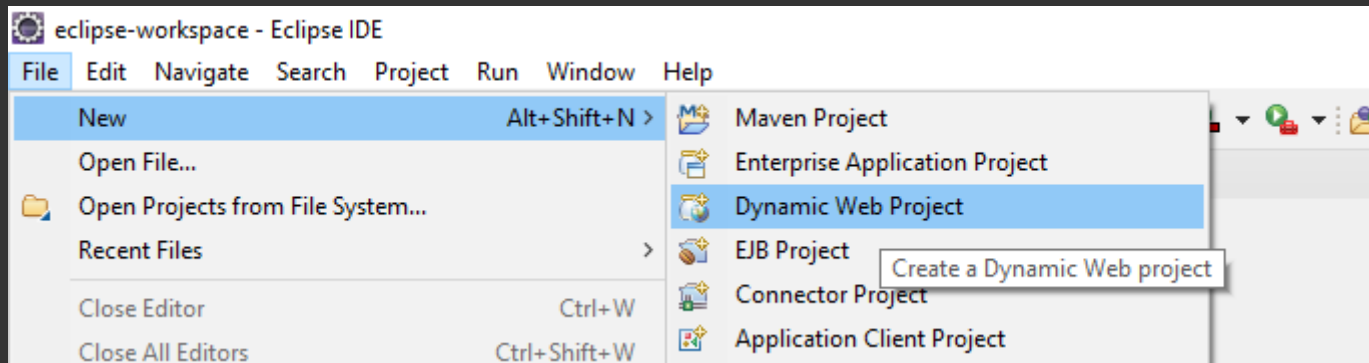 eclipse-workspace - Eclipse IDE
File Edit Navigate Search Project Run Window Help
New Alt+Shift+N >
Open File...
Open Projects from File System...
Recent Files >
Close Editor Ctrl+W
Close All Editors Ctrl+Shift+W
Maven Project
Enterprise Application Project
Dynamic Web Project
EJB Project
Create a Dynamic Web project
Connector Project
Application Client Project